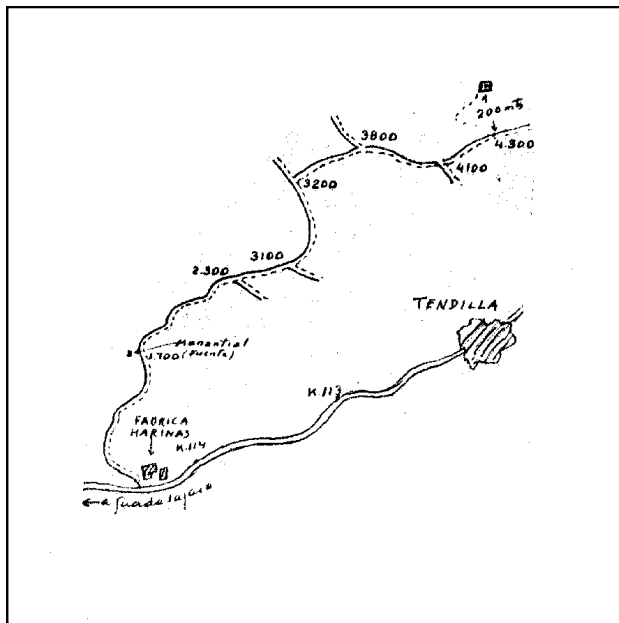 3800
200 mts
4.300
4100
3200
3100
2.300
TENDILLA
Manantial
1.700 (Fuente)
K.113
FABRICA
HARINAS
K.114
a Guadalajara